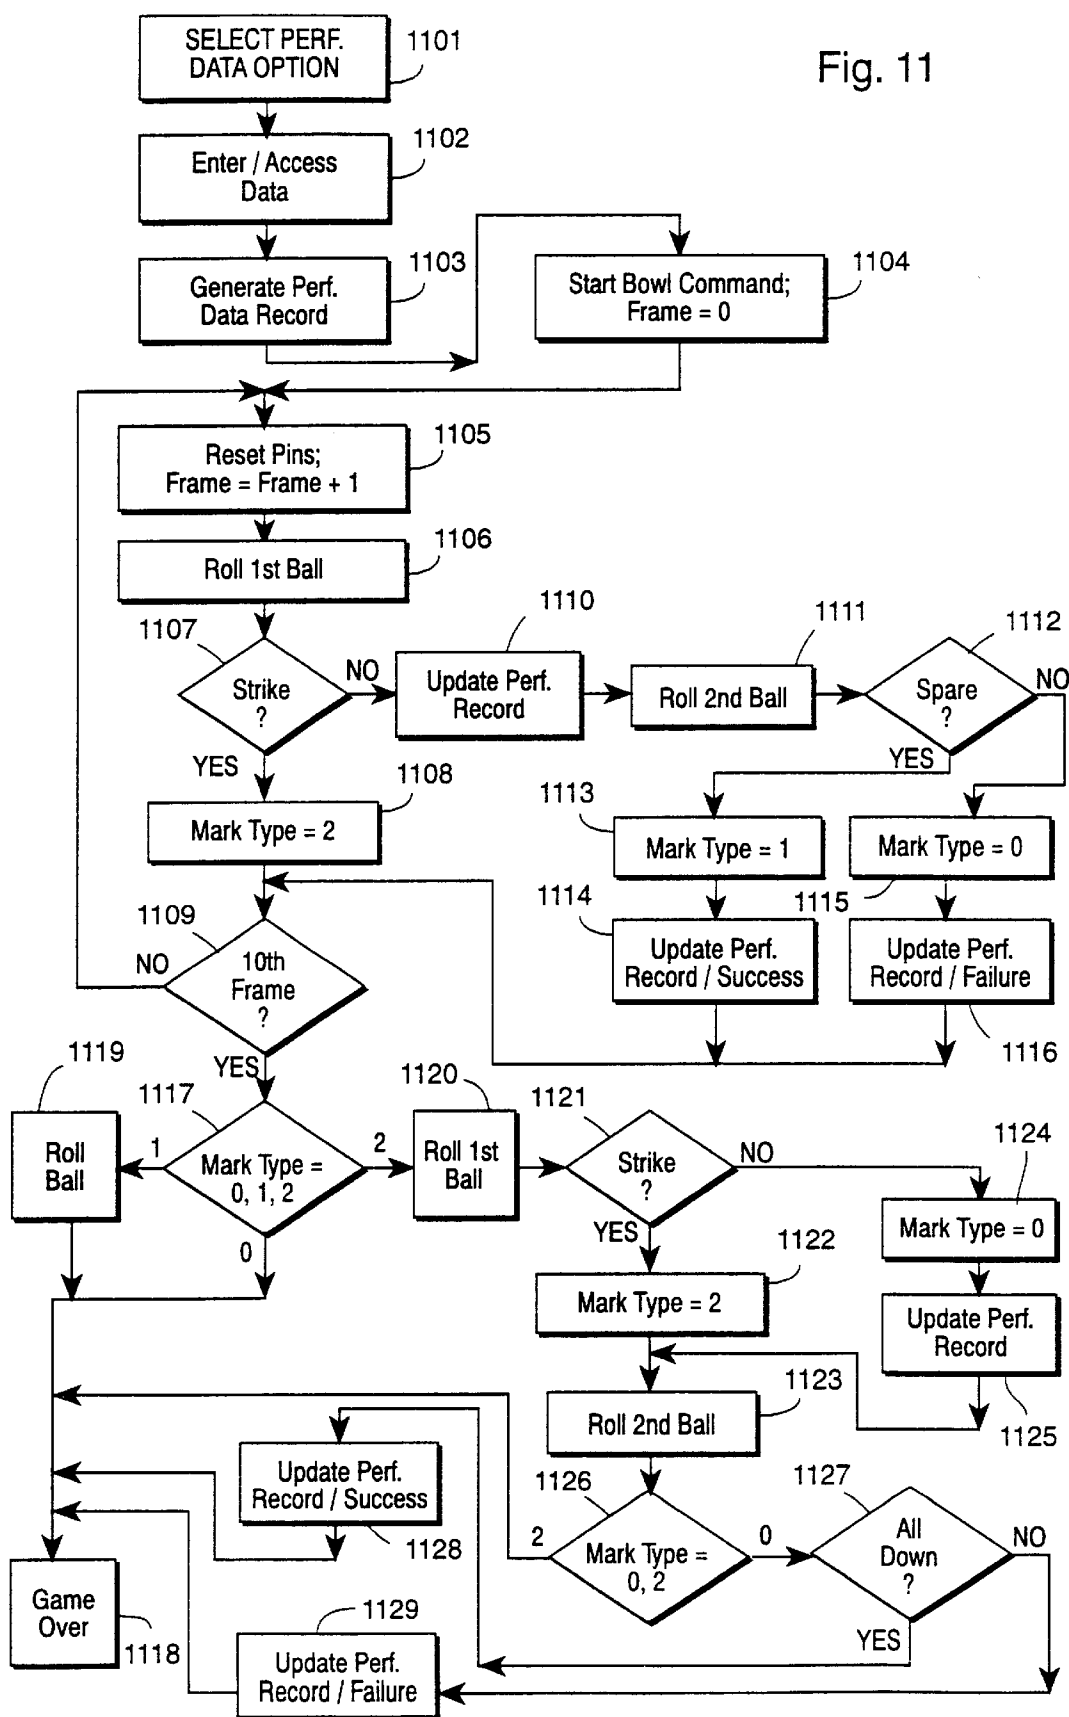 SELECT PERF.
DATA OPTION
1101
Fig. 11
Enter / Access
Data
1102
Generate Perf.
Data Record
1103
Start Bowl Command;
Frame = 0
1104
Reset Pins;
Frame = Frame + 1
1105
Roll 1st Ball
1106
1107
Strike
?
NO
YES
1110
Update Perf.
Record
1111
Roll 2nd Ball
1112
Spare
?
NO
YES
1108
Mark Type = 2
1113
Mark Type = 1
Mark Type = 0
1115
1114
Update Perf.
Record / Success
Update Perf.
Record / Failure
1116
1109
10th
Frame
?
NO
YES
1119
Roll
Ball
1117
Mark Type =
0, 1, 2
1
2
0
1120
Roll 1st
Ball
1121
Strike
?
NO
YES
1124
Mark Type = 0
1122
Mark Type = 2
Update Perf.
Record
1125
1123
Roll 2nd Ball
Update Perf.
Record / Success
1128
1126
Mark Type =
0, 2
2
0
1127
All
Down
?
NO
YES
Game
Over
1118
1129
Update Perf.
Record / Failure